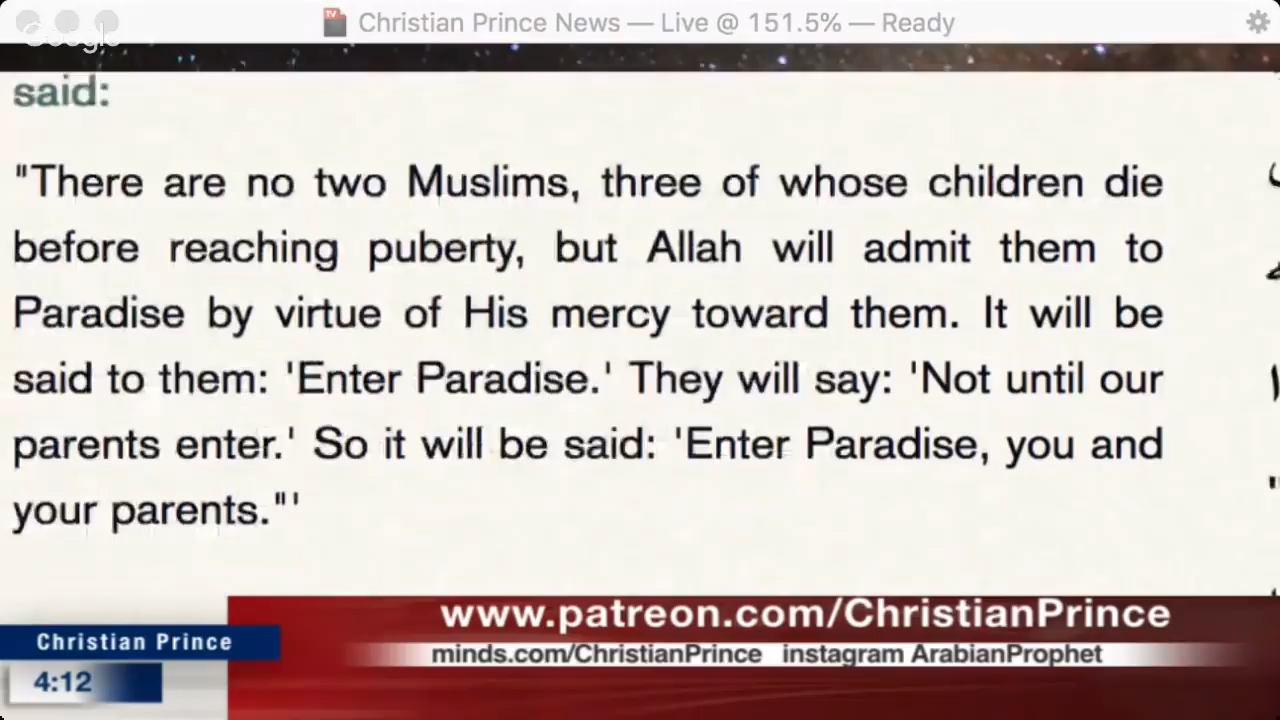 Christian Prince News — Live @ 151.5% — Ready
Google
said:
"There are no two Muslims, three of whose children die
before reaching puberty, but Allah will admit them to
Paradise by virtue of His mercy toward them. It will be
said to them: 'Enter Paradise.' They will say: 'Not until our
parents enter.' So it will be said: 'Enter Paradise, you and
your parents."'
www.patreon.com/ChristianPrince
Christian Prince
minds.com/ChristianPrince instagram ArabianProphet
4:12